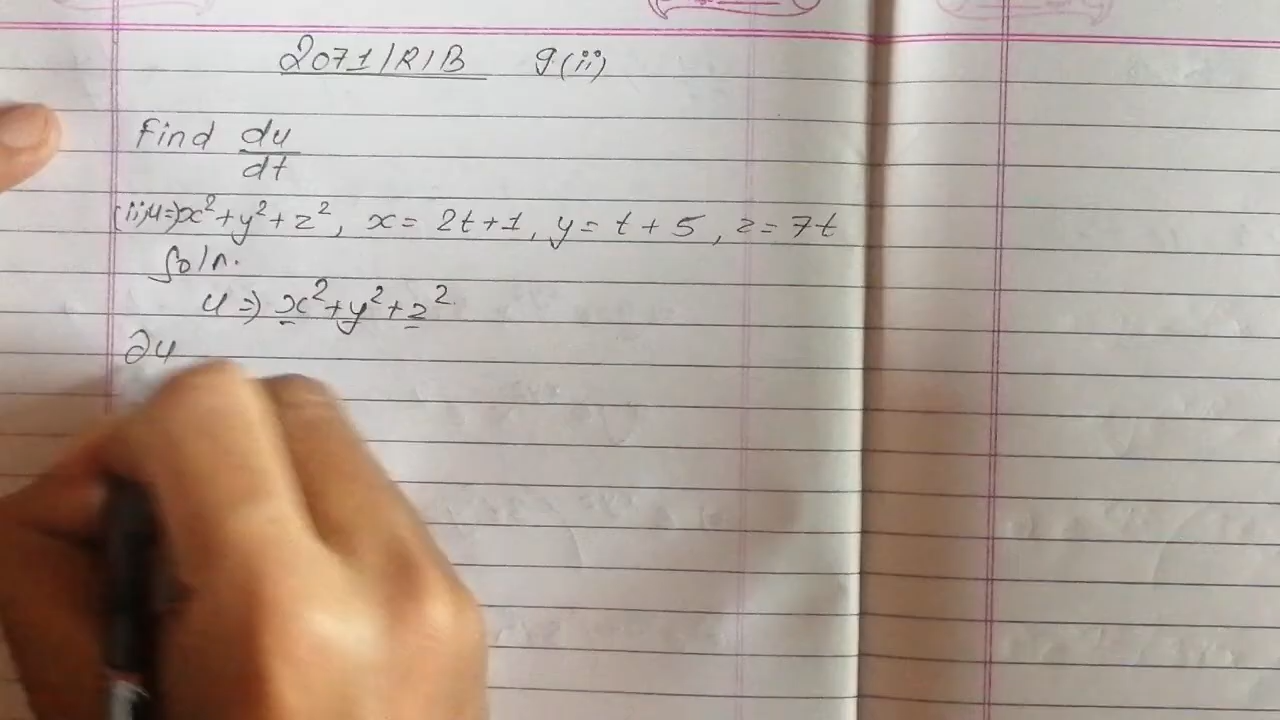 2071/R/B 9(ii)
Find du/dt
(ii) u=> x²+y²+z², x= 2t+1, y= t+5, z= 7t
Soln.
u=> x²+y²+z²
∂u